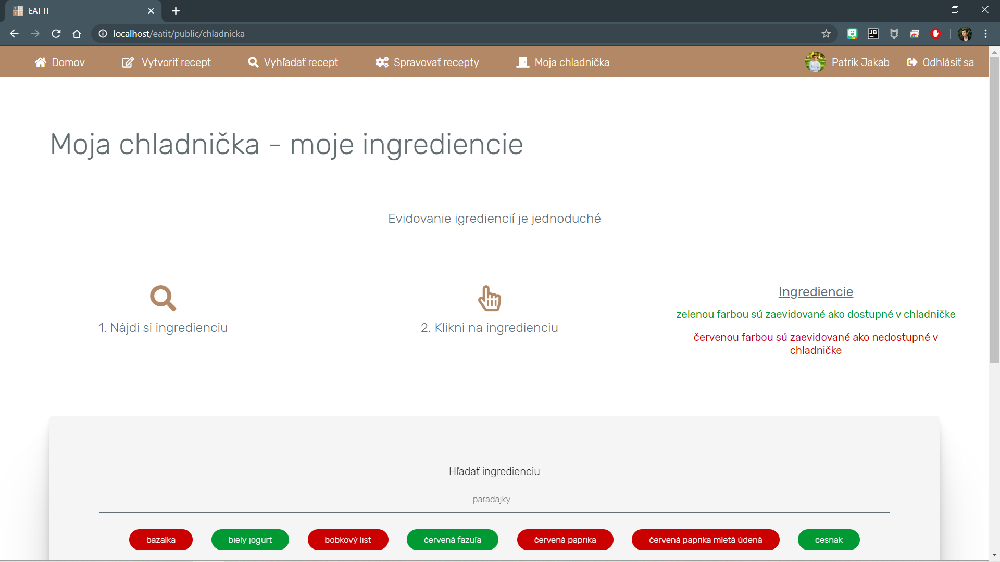 EAT IT
localhost/eatit/public/chladnicka
JB
Domov
Vytvoriť recept
Vyhľadať recept
Spravovať recepty
Moja chladnička
Patrik Jakab
Odhlásiť sa
Moja chladnička - moje ingrediencie
Evidovanie igrediencií je jednoduché
1. Nájdi si ingredienciu
2. Klikni na ingredienciu
Ingrediencie
zelenou farbou sú zaevidované ako dostupné v chladničke
červenou farbou sú zaevidované ako nedostupné v
chladničke
Hľadať ingredienciu
paradajky...
bazalka
biely jogurt
bobkový list
červená fazuľa
červená paprika
červená paprika mletá údená
cesnak